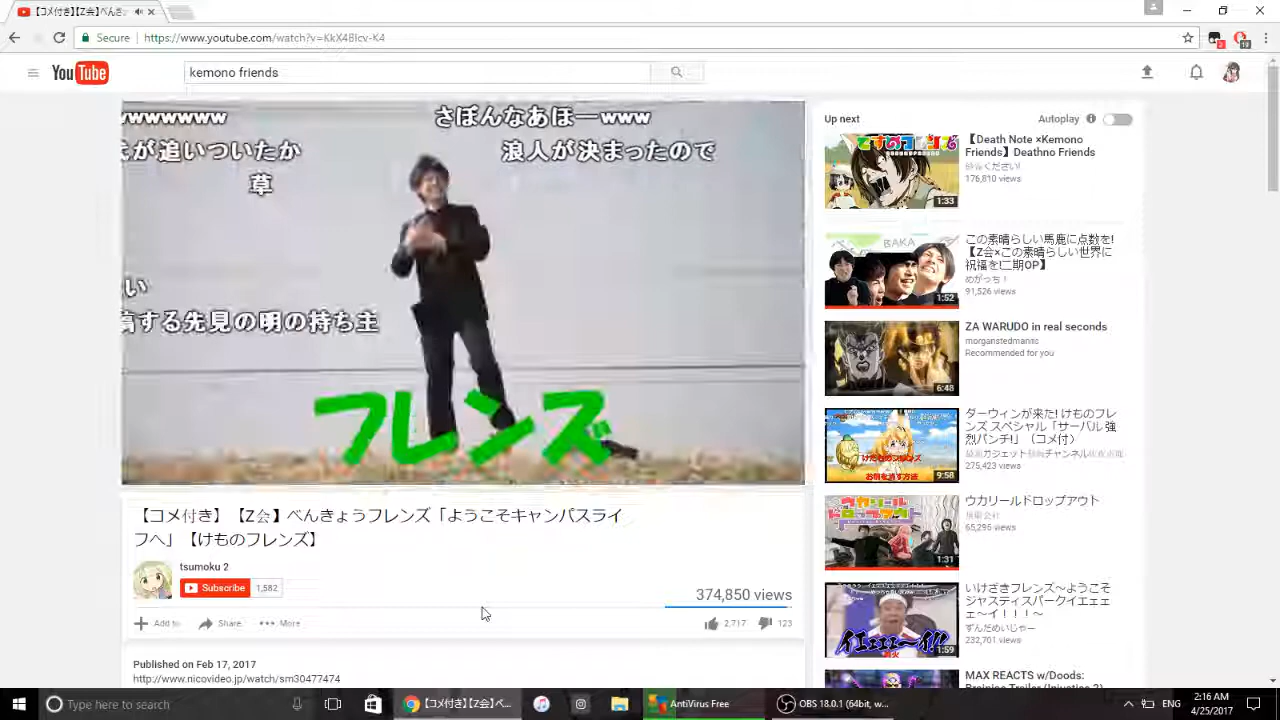 【コメ付き】【Z会】べんき
Secure
https://www.youtube.com/watch?v=KkX4BIcv-K4
YouTube
kemono friends
wwwwwww
さぽんなあほーwww
が追いついたか
浪人が決まったので
草
い
する先見の明の持ち主
フレンズ
【コメ付き】【Z会】べんきょうフレンズ「ようこそキャンパスライ
フへ」【けものフレンズ】
tsumoku 2
Subscribe 1,582
374,850 views
Add to
Share
More
2,717
123
Published on Feb 17, 2017
http://www.nicovideo.jp/watch/sm30477474
Up next
Autoplay
【Death Note ×Kemono
Friends】Deathno Friends
176,810 views
1:33
BAKA
この素晴らしい馬鹿に点数を!
【Z会×この素晴らしい世界に
祝福を!二期OP】
めがっち!
91,526 views
1:52
ZA WARUDO in real seconds
morganstedmanns
Recommended for you
6:48
ダーウィンが来た! けものフレ
ンズ スペシャル「サーバル 強
烈パンチ!」（コメ付）
275,423 views
9:58
ウカリールドロップアウト
65,295 views
1:31
いけざきフレンズ～ようこそ
ジャスティスパークイエェェ
ェ～イ！！！～
ずんだめいじゃー
232,701 views
イエェェ～イ!!
1:59
MAX REACTS w/Doods:
Type here to search
【コメ付き】【Z会】べ...
AntiVirus Free
OBS 18.0.1 (64bit, w...
2:16 AM
4/25/2017